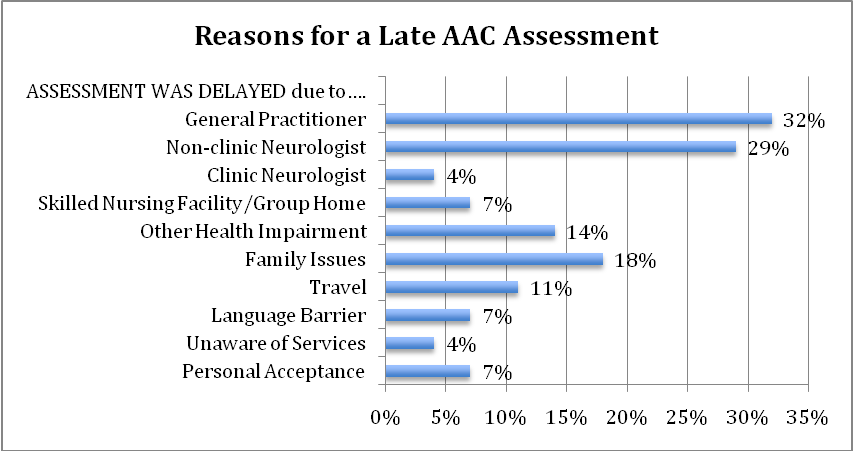 Reasons for a Late AAC Assessment
ASSESSMENT WAS DELAYED due to....
General Practitioner 32%
Non-clinic Neurologist 29%
Clinic Neurologist 4%
Skilled Nursing Facility/Group Home 7%
Other Health Impairment 14%
Family Issues 18%
Travel 11%
Language Barrier 7%
Unaware of Services 4%
Personal Acceptance 7%
0% 5% 10% 15% 20% 25% 30% 35%